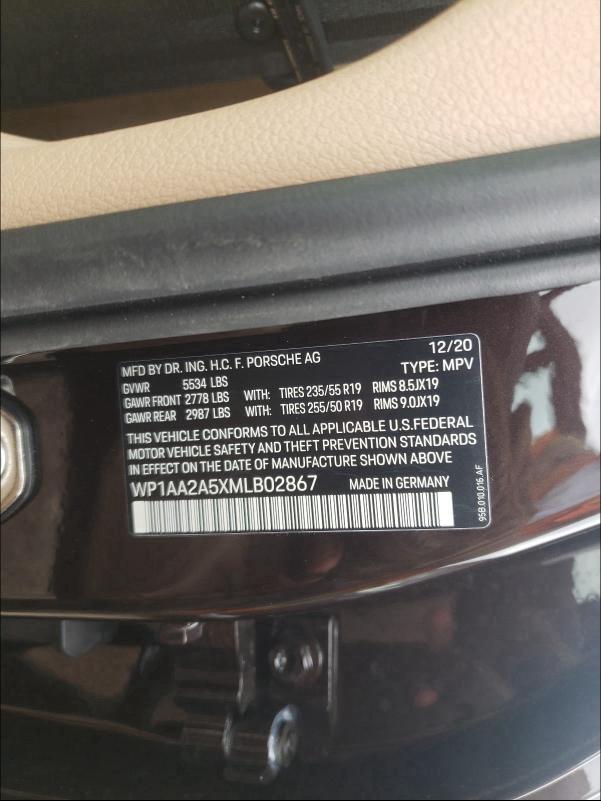 MFD BY DR. ING. H.C. F. PORSCHE AG 12/20
GVWR 5534 LBS TYPE: MPV
GAWR FRONT 2778 LBS WITH: TIRES 235/55 R19 RIMS 8.5JX19
GAWR REAR 2987 LBS WITH: TIRES 255/50 R19 RIMS 9.0JX19
THIS VEHICLE CONFORMS TO ALL APPLICABLE U.S.FEDERAL
MOTOR VEHICLE SAFETY AND THEFT PREVENTION STANDARDS
IN EFFECT ON THE DATE OF MANUFACTURE SHOWN ABOVE
WP1AA2A5XMLB02867 MADE IN GERMANY
95B.010.016.AF